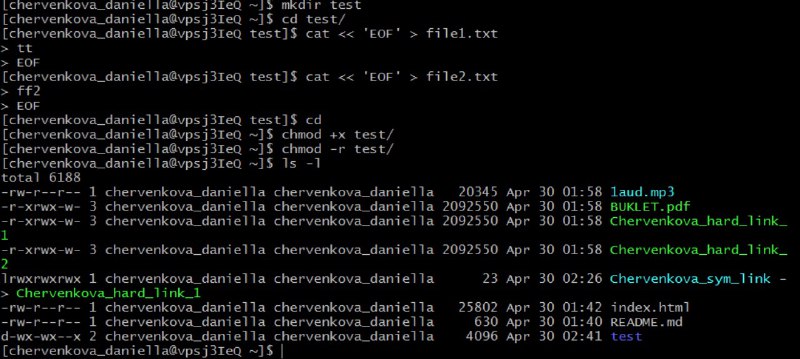 [chervenkova_daniella@vpsj3IeQ ~]$ mkdir test
[chervenkova_daniella@vpsj3IeQ ~]$ cd test/
[chervenkova_daniella@vpsj3IeQ test]$ cat << 'EOF' > file1.txt
> tt
> EOF
[chervenkova_daniella@vpsj3IeQ test]$ cat << 'EOF' > file2.txt
> ff2
> EOF
[chervenkova_daniella@vpsj3IeQ test]$ cd
[chervenkova_daniella@vpsj3IeQ ~]$ chmod +x test/
[chervenkova_daniella@vpsj3IeQ ~]$ chmod -r test/
[chervenkova_daniella@vpsj3IeQ ~]$ ls -l
total 6188
-rw-r--r-- 1 chervenkova_daniella chervenkova_daniella   20345 Apr 30 01:58 1aud.mp3
-r-xrwx-w- 3 chervenkova_daniella chervenkova_daniella 2092550 Apr 30 01:58 BUKLET.pdf
-r-xrwx-w- 3 chervenkova_daniella chervenkova_daniella 2092550 Apr 30 01:58 Chervenkova_hard_link_
1
-r-xrwx-w- 3 chervenkova_daniella chervenkova_daniella 2092550 Apr 30 01:58 Chervenkova_hard_link_
2
lrwxrwxrwx 1 chervenkova_daniella chervenkova_daniella      23 Apr 30 02:26 Chervenkova_sym_link -
> Chervenkova_hard_link_1
-rw-r--r-- 1 chervenkova_daniella chervenkova_daniella   25802 Apr 30 01:42 index.html
-rw-r--r-- 1 chervenkova_daniella chervenkova_daniella     630 Apr 30 01:40 README.md
d-wx-wx--x 2 chervenkova_daniella chervenkova_daniella    4096 Apr 30 02:41 test
[chervenkova_daniella@vpsj3IeQ ~]$